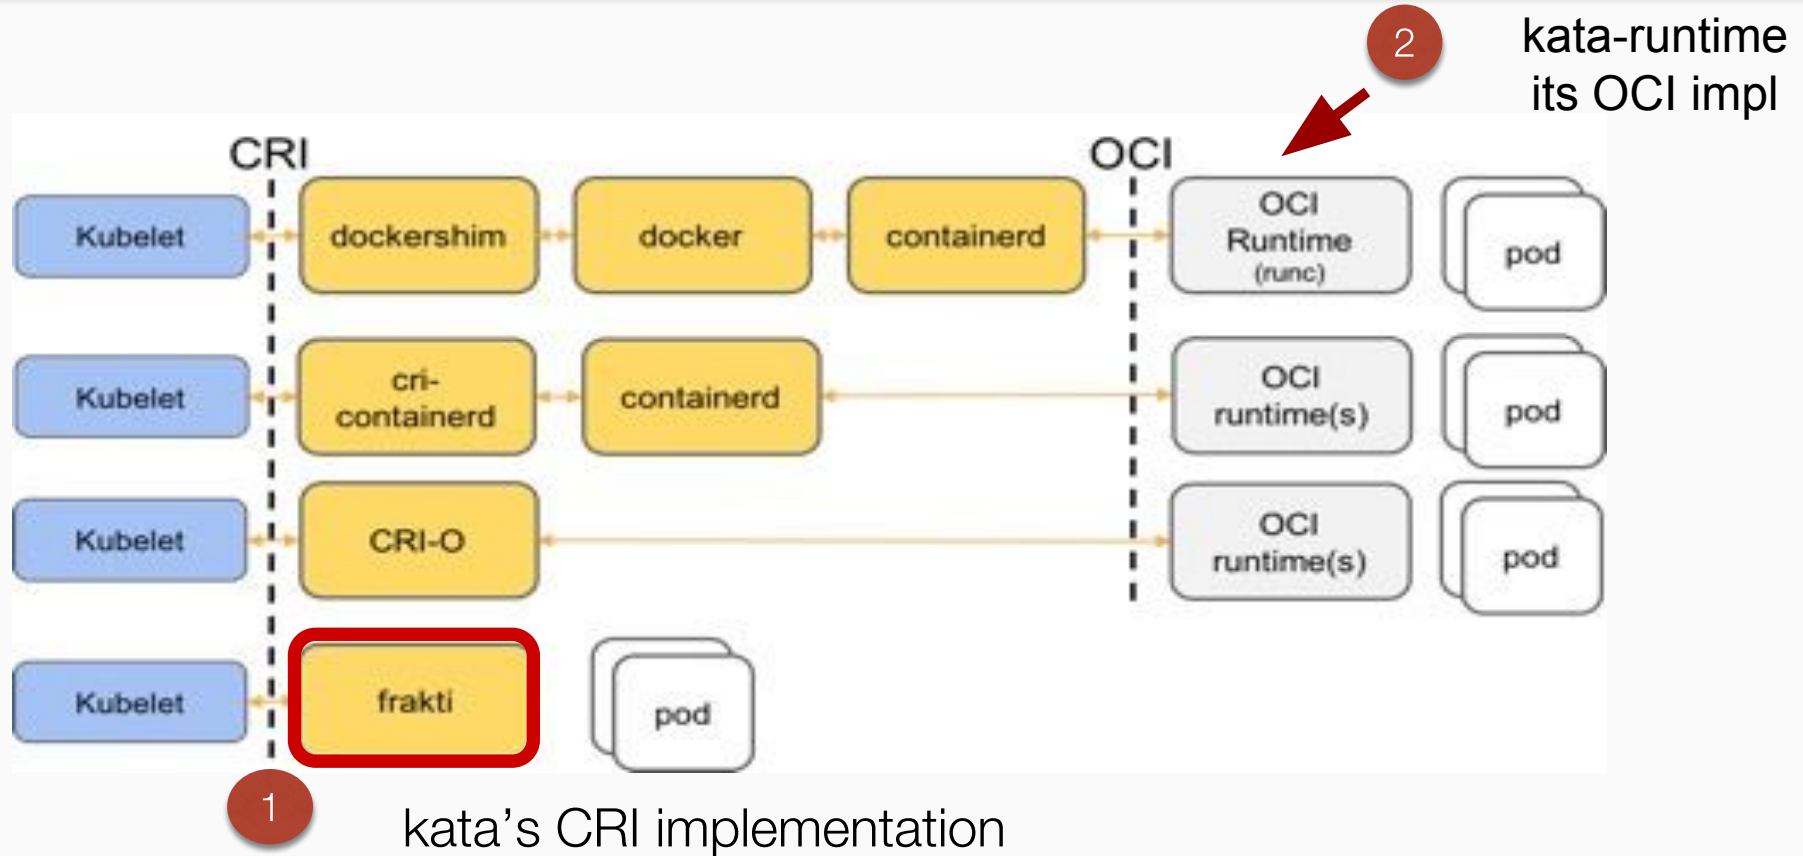 2
kata-runtime
its OCI impl
CRI
OCI
Kubelet
dockershim
docker
containerd
OCI
Runtime
(runc)
pod
Kubelet
cri-
containerd
containerd
OCI
runtime(s)
pod
Kubelet
CRI-O
OCI
runtime(s)
pod
Kubelet
frakti
pod
1
kata’s CRI implementation